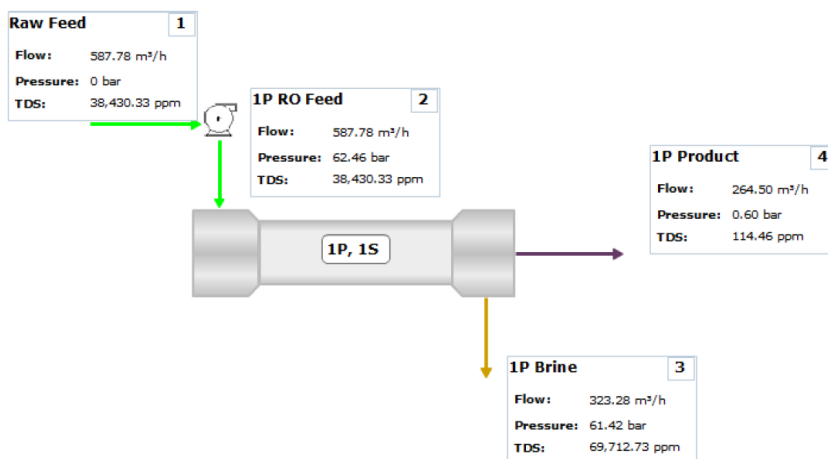 Raw Feed 1
Flow: 587.78 m³/h
Pressure: 0 bar
TDS: 38,430.33 ppm
1P RO Feed 2
Flow: 587.78 m³/h
Pressure: 62.46 bar
TDS: 38,430.33 ppm
1P Product 4
Flow: 264.50 m³/h
Pressure: 0.60 bar
TDS: 114.46 ppm
1P, 1S
1P Brine 3
Flow: 323.28 m³/h
Pressure: 61.42 bar
TDS: 69,712.73 ppm